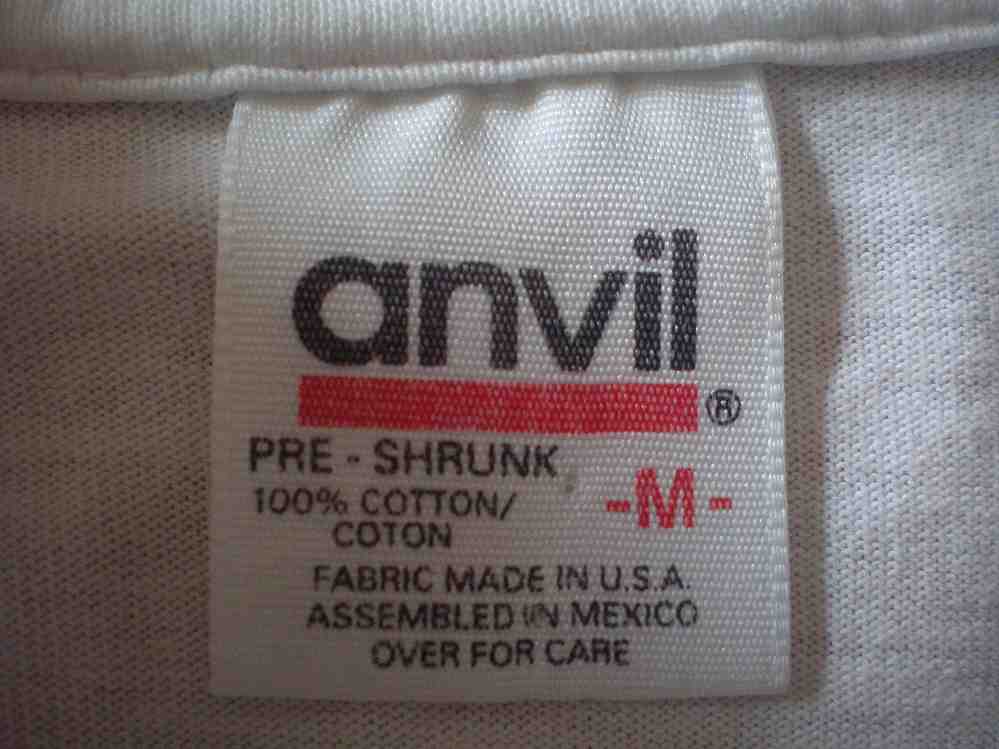 anvil®
PRE - SHRUNK
-M-
100% COTTON/
COTON
FABRIC MADE IN U.S.A.
ASSEMBLED IN MEXICO
OVER FOR CARE